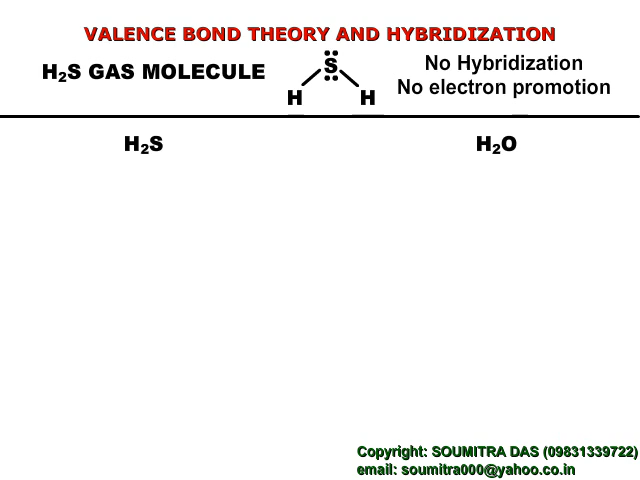 VALENCE BOND THEORY AND HYBRIDIZATION
H₂S GAS MOLECULE
S
H H
No Hybridization
No electron promotion
H₂S H₂O
Copyright: SOUMITRA DAS (09831339722)
email: soumitra000@yahoo.co.in